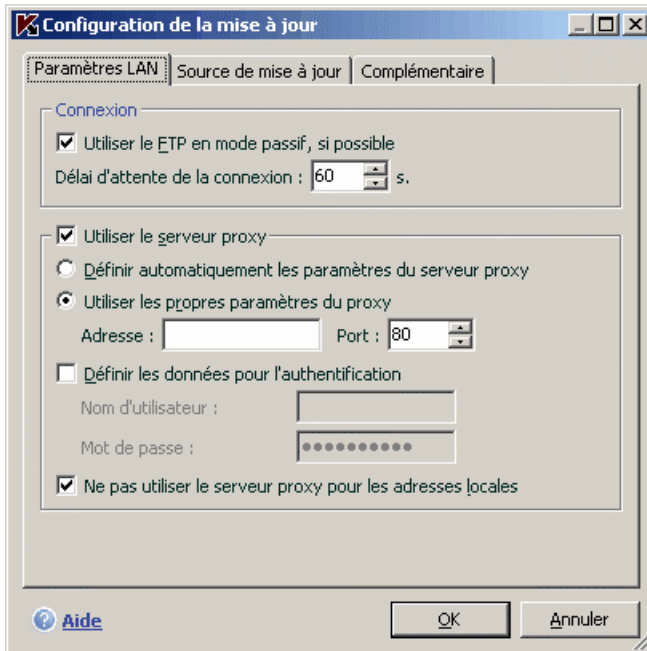 Configuration de la mise à jour
Paramètres LAN Source de mise à jour Complémentaire
Connexion
Utiliser le FTP en mode passif, si possible
Délai d'attente de la connexion : 60 s.
Utiliser le serveur proxy
Définir automatiquement les paramètres du serveur proxy
Utiliser les propres paramètres du proxy
Adresse : Port : 80
Définir les données pour l'authentification
Nom d'utilisateur :
Mot de passe : ●●●●●●●●●●
Ne pas utiliser le serveur proxy pour les adresses locales
Aide OK Annuler